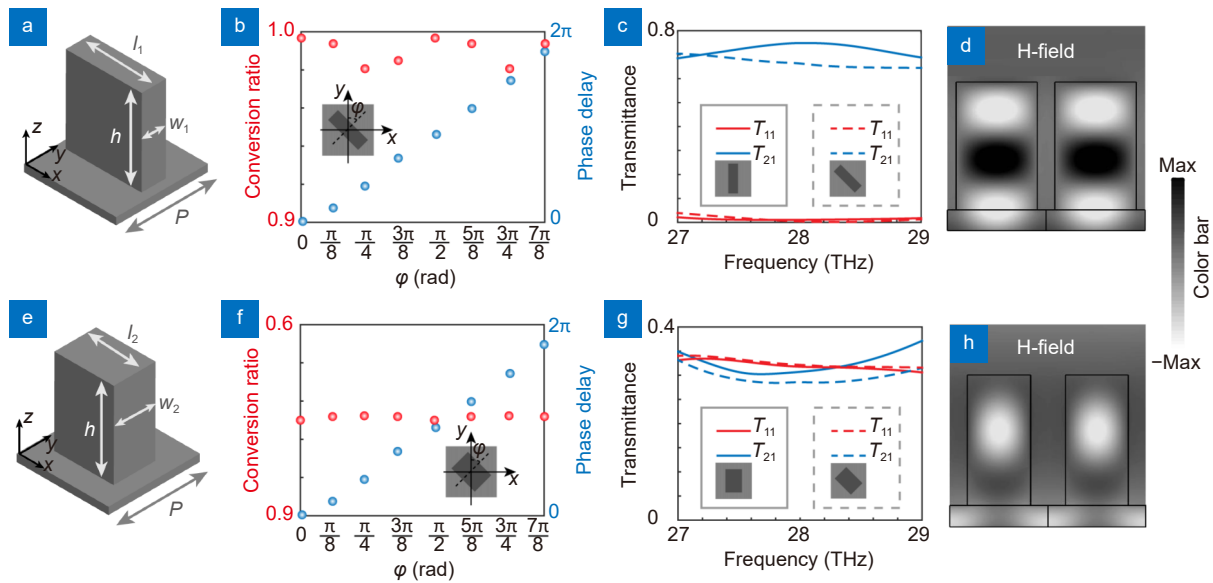 a
l1
h
w1
z
y
x
P
b
1.0
0.9
Conversion ratio
2π
0
Phase delay
y
φ
x
0 π/8 π/4 3π/8 π/2 5π/8 3π/4 7π/8
φ (rad)
c
0.8
0
Transmittance
T11
T21
T11
T21
27 28 29
Frequency (THz)
d
H-field
Max
Color bar
−Max
e
l2
h
w2
z
y
x
P
f
0.6
0.9
Conversion ratio
2π
0
Phase delay
y
φ
x
0 π/8 π/4 3π/8 π/2 5π/8 3π/4 7π/8
φ (rad)
g
0.4
0
Transmittance
T11
T21
T11
T21
27 28 29
Frequency (THz)
h
H-field